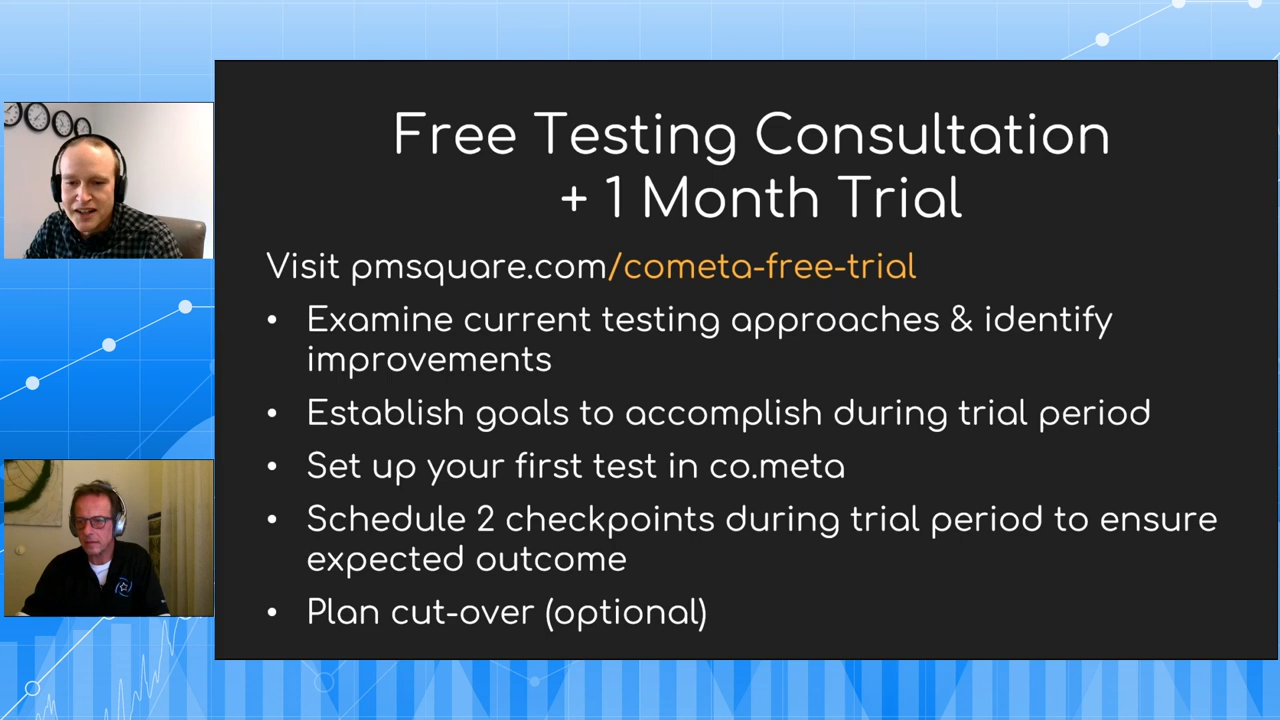 Free Testing Consultation
+ 1 Month Trial
Visit pmsquare.com/cometa-free-trial
• Examine current testing approaches & identify
improvements
• Establish goals to accomplish during trial period
• Set up your first test in co.meta
• Schedule 2 checkpoints during trial period to ensure
expected outcome
• Plan cut-over (optional)